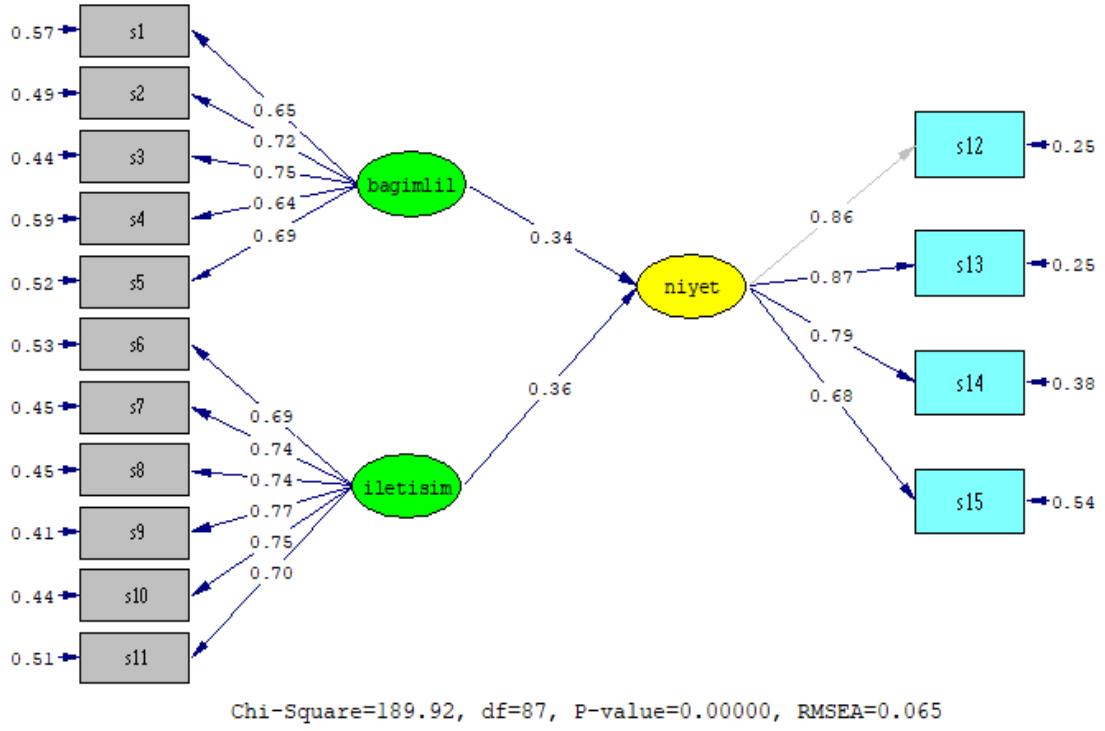 0.57 s1
0.49 s2
0.44 s3
0.59 s4
0.52 s5
0.53 s6
0.45 s7
0.45 s8
0.41 s9
0.44 s10
0.51 s11
0.65
0.72
0.75
0.64
0.69
bagimlil
0.69
0.74
0.74
0.77
0.75
0.70
iletisim
0.34
0.36
niyet
0.86
0.87
0.79
0.68
s12 0.25
s13 0.25
s14 0.38
s15 0.54
Chi-Square=189.92, df=87, P-value=0.00000, RMSEA=0.065